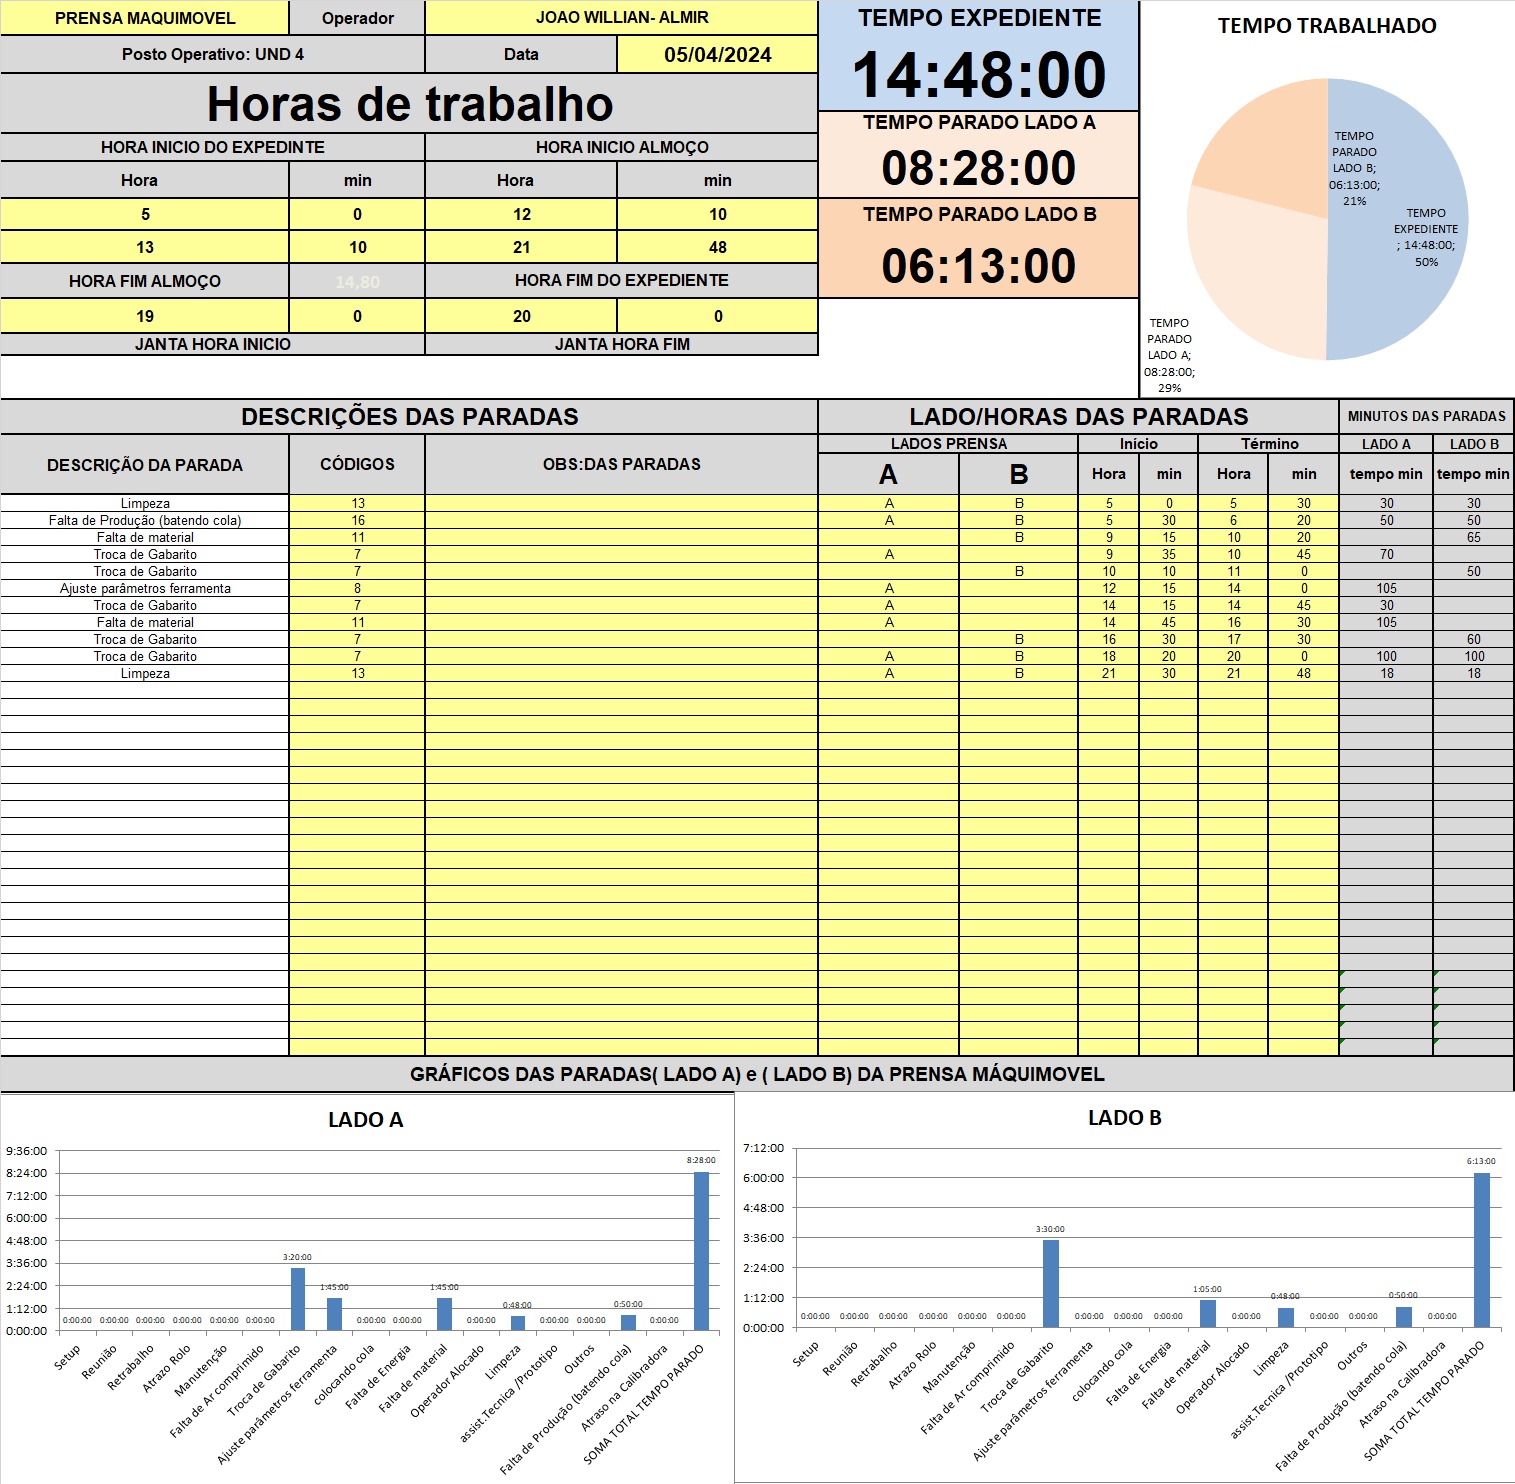 PRENSA MAQUIMOVEL Operador JOAO WILLIAN- ALMIR
Posto Operativo: UND 4 Data 05/04/2024
Horas de trabalho
HORA INICIO DO EXPEDINTE HORA INICIO ALMOÇO
Hora min Hora min
5 0 12 10
13 10 21 48
HORA FIM ALMOÇO 14,80 HORA FIM DO EXPEDIENTE
19 0 20 0
JANTA HORA INICIO JANTA HORA FIM
TEMPO EXPEDIENTE
14:48:00
TEMPO PARADO LADO A
08:28:00
TEMPO PARADO LADO B
06:13:00
TEMPO TRABALHADO
TEMPO
PARADO
LADO B;
06:13:00;
21%
TEMPO
EXPEDIENTE
; 14:48:00;
50%
TEMPO
PARADO
LADO A;
08:28:00;
29%
DESCRIÇÕES DAS PARADAS LADO/HORAS DAS PARADAS MINUTOS DAS PARADAS
DESCRIÇÃO DA PARADA CÓDIGOS OBS:DAS PARADAS LADOS PRENSA Início Término LADO A LADO B
A B Hora min Hora min tempo min tempo min
Limpeza 13 A B 5 0 5 30 30 30
Falta de Produção (batendo cola) 16 A B 5 30 6 20 50 50
Falta de material 11 B 9 15 10 20 65
Troca de Gabarito 7 A 9 35 10 45 70
Troca de Gabarito 7 B 10 10 11 0 50
Ajuste parâmetros ferramenta 8 A 12 15 14 0 105
Troca de Gabarito 7 A 14 15 14 45 30
Falta de material 11 A 14 45 16 30 105
Troca de Gabarito 7 B 16 30 17 30 60
Troca de Gabarito 7 A B 18 20 20 0 100 100
Limpeza 13 A B 21 30 21 48 18 18
GRÁFICOS DAS PARADAS( LADO A) e ( LADO B) DA PRENSA MÁQUIMOVEL
LADO A
9:36:00
8:24:00
7:12:00
6:00:00
4:48:00
3:36:00
2:24:00
1:12:00
0:00:00
0:00:00 0:00:00 0:00:00 0:00:00 0:00:00 0:00:00 3:20:00 1:45:00 0:00:00 0:00:00 1:45:00 0:00:00 0:48:00 0:00:00 0:00:00 0:50:00 0:00:00 8:28:00
Setup
Reunião
Retrabalho
Atrazo Rolo
Manutenção
Falta de Ar comprimido
Troca de Gabarito
Ajuste parâmetros ferramenta
colocando cola
Falta de Energia
Falta de material
Operador Alocado
Limpeza
assist.Tecnica /Prototipo
Outros
Falta de Produção (batendo cola)
Atraso na Calibradora
SOMA TOTAL TEMPO PARADO
LADO B
7:12:00
6:00:00
4:48:00
3:36:00
2:24:00
1:12:00
0:00:00
0:00:00 0:00:00 0:00:00 0:00:00 0:00:00 0:00:00 3:30:00 0:00:00 0:00:00 0:00:00 1:05:00 0:00:00 0:48:00 0:00:00 0:00:00 0:50:00 0:00:00 6:13:00
Setup
Reunião
Retrabalho
Atrazo Rolo
Manutenção
Falta de Ar comprimido
Troca de Gabarito
Ajuste parâmetros ferramenta
colocando cola
Falta de Energia
Falta de material
Operador Alocado
Limpeza
assist.Tecnica /Prototipo
Outros
Falta de Produção (batendo cola)
Atraso na Calibradora
SOMA TOTAL TEMPO PARADO